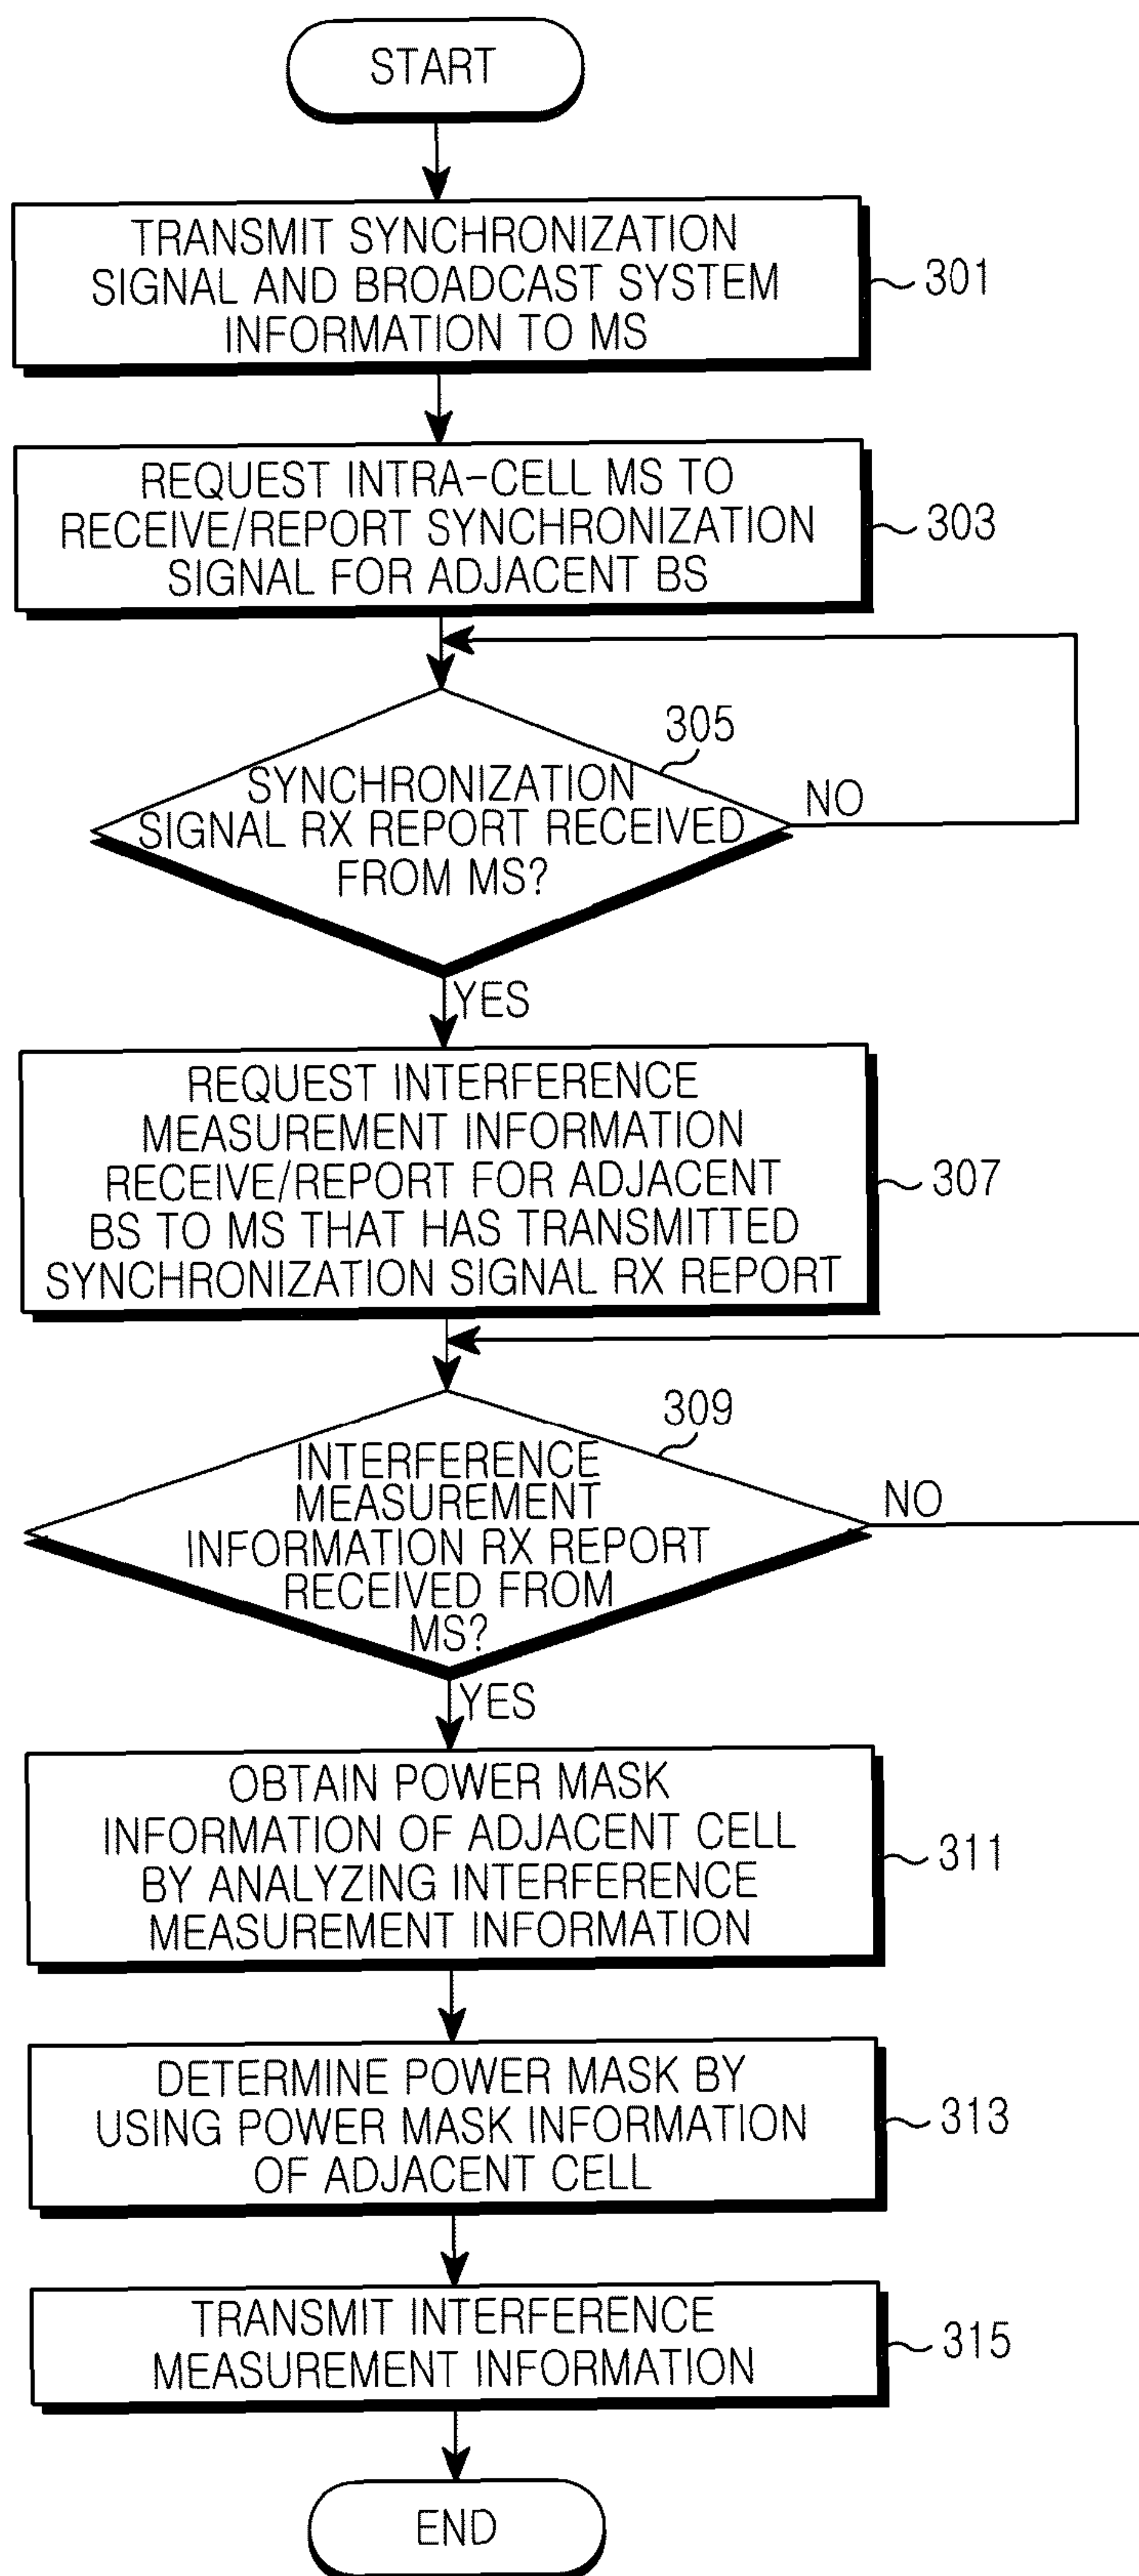 START
TRANSMIT SYNCHRONIZATION
SIGNAL AND BROADCAST SYSTEM
INFORMATION TO MS
301
REQUEST INTRA-CELL MS TO
RECEIVE/REPORT SYNCHRONIZATION
SIGNAL FOR ADJACENT BS
303
305
SYNCHRONIZATION
SIGNAL RX REPORT RECEIVED
FROM MS?
NO
YES
REQUEST INTERFERENCE
MEASUREMENT INFORMATION
RECEIVE/REPORT FOR ADJACENT
BS TO MS THAT HAS TRANSMITTED
SYNCHRONIZATION SIGNAL RX REPORT
307
309
INTERFERENCE
MEASUREMENT
INFORMATION RX REPORT
RECEIVED FROM
MS?
NO
YES
OBTAIN POWER MASK
INFORMATION OF ADJACENT CELL
BY ANALYZING INTERFERENCE
MEASUREMENT INFORMATION
311
DETERMINE POWER MASK BY
USING POWER MASK INFORMATION
OF ADJACENT CELL
313
TRANSMIT INTERFERENCE
MEASUREMENT INFORMATION
315
END